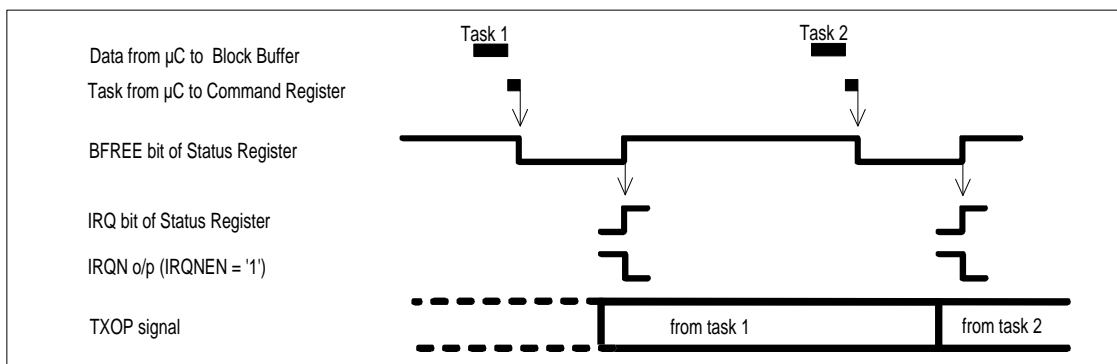 Task 1
Task 2
Data from µC to Block Buffer
Task from µC to Command Register
BFREE bit of Status Register
IRQ bit of Status Register
IRQN o/p (IRQNEN = '1')
TXOP signal
from task 1
from task 2